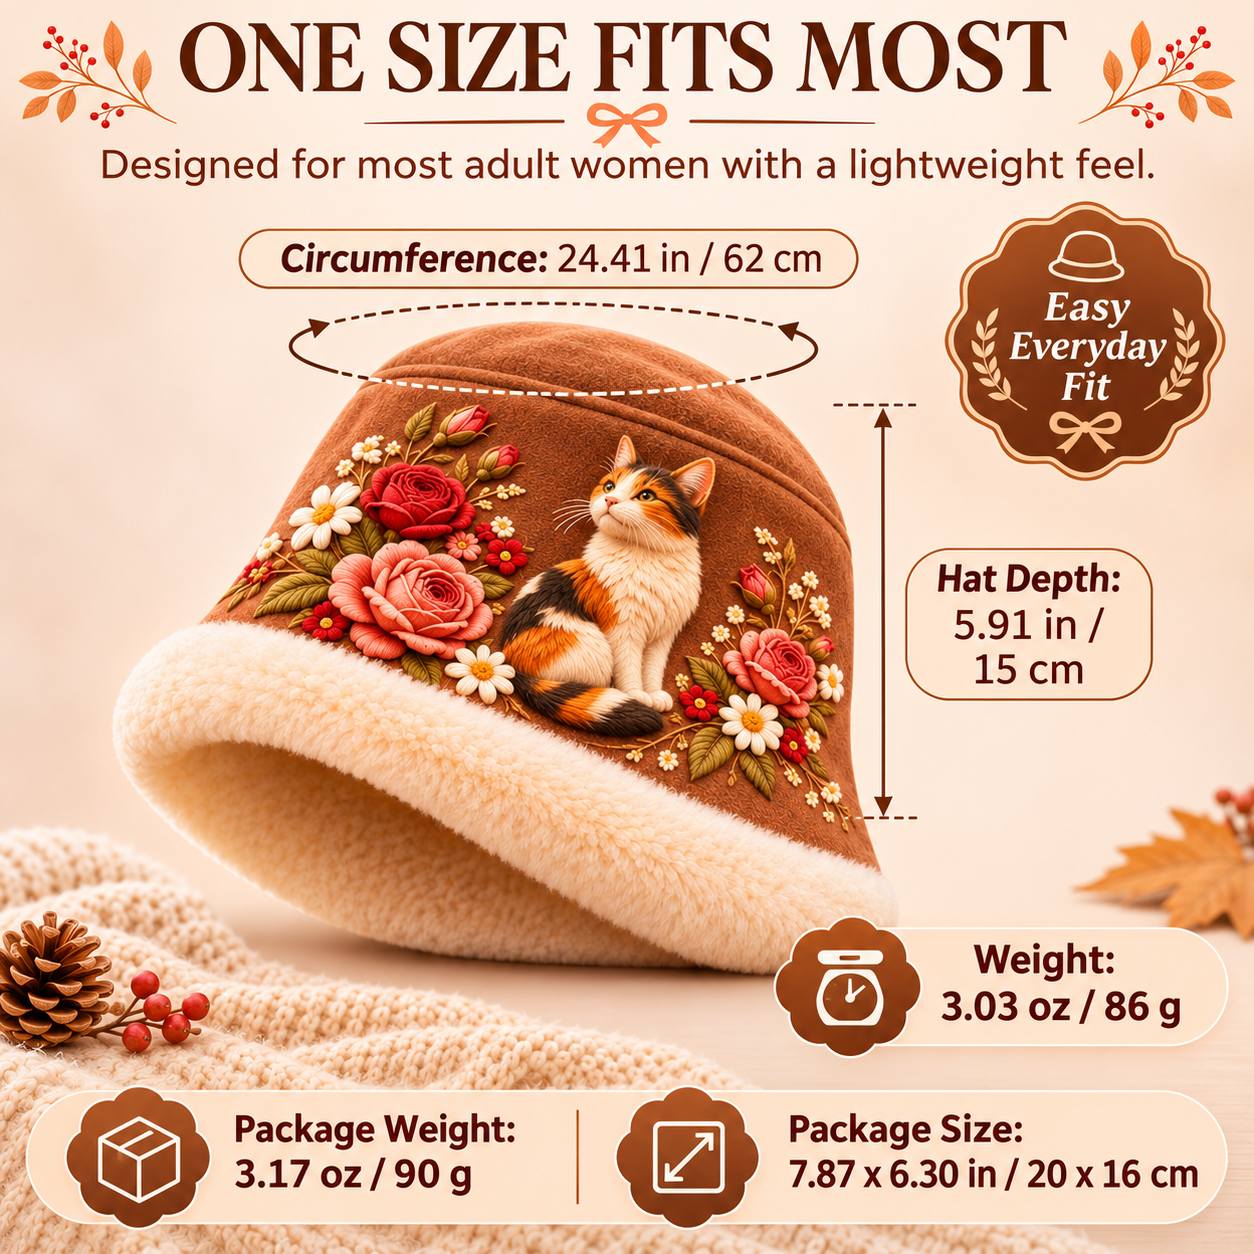 ONE SIZE FITS MOST
Designed for most adult women with a lightweight feel.
Circumference: 24.41 in / 62 cm
Easy
Everyday
Fit
Hat Depth:
5.91 in /
15 cm
Weight:
3.03 oz / 86 g
Package Weight:
3.17 oz / 90 g
Package Size:
7.87 x 6.30 in / 20 x 16 cm